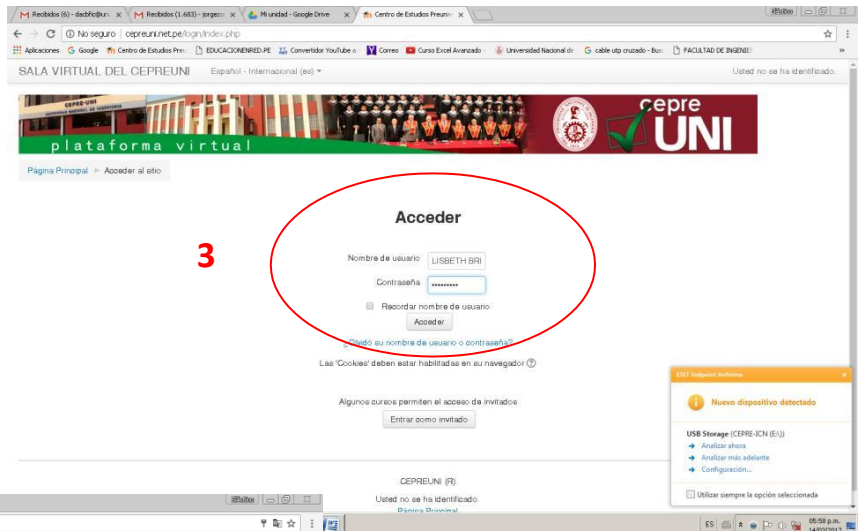 Recibidos (6) - dacbfic@uni
Recibidos (1.683) - jorgezs
Mi unidad - Google Drive
Centro de Estudios Preuni
No seguro | cepreuni.net.pe/login/index.php
Aplicaciones
Google
Centro de Estudios Preu
EDUCACIONENRED.PE
Convertidor YouTube a
Correo
Curso Excel Avanzado -
Universidad Nacional de
cable utp cruzado - Bus
FACULTAD DE INGENIE
»
SALA VIRTUAL DEL CEPREUNI
Español - Internacional (es)
Usted no se ha identificado.
CEPRE-UNI
plataforma virtual
cepre
UNI
Página Principal
Acceder al sitio
3
Acceder
Nombre de usuario
LISBETH BRI
Contraseña
•••••••••
Recordar nombre de usuario
Acceder
¿Olvidó su nombre de usuario o contraseña?
Las 'Cookies' deben estar habilitadas en su navegador
Algunos cursos permiten el acceso de invitados
Entrar como invitado
CEPREUNI (R).
Usted no se ha identificado.
Página Principal
ESET Endpoint Antivirus
Nuevo dispositivo detectado
USB Storage (CEPRE-ICN (E:\))
Analizar ahora
Analizar más adelante
Configuración...
Utilizar siempre la opción seleccionada
ES
05:58 p.m.
14/03/2017